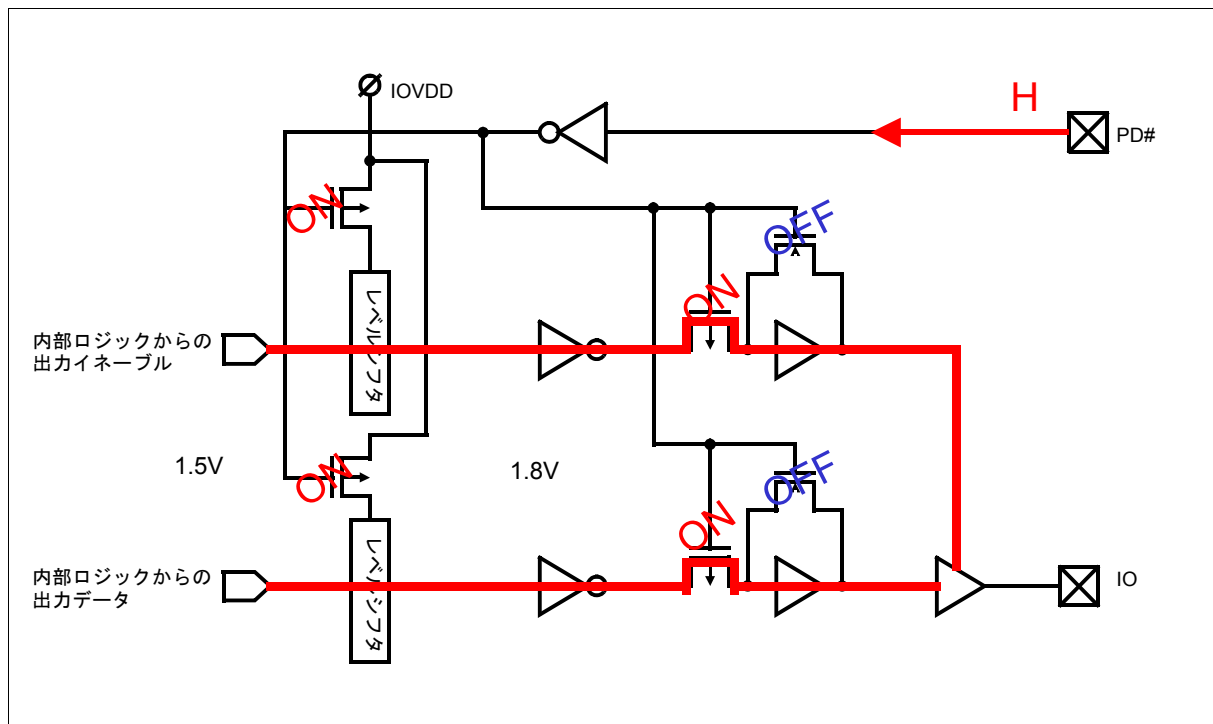 IOVDD
H
PD#
ON
OFF
ON
レベルシフタ
内部ロジックからの
出力イネーブル
1.5V
ON
1.8V
OFF
ON
レベルシフタ
内部ロジックからの
出力データ
IO